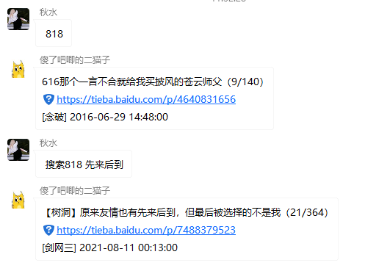 秋水
818
傻了吧唧的二猫子
616那个一言不合就给我买披风的苍云师父（9/140）
https://tieba.baidu.com/p/4640831656
[念破] 2016-06-29 14:48:00
秋水
搜索818 先来后到
傻了吧唧的二猫子
【树洞】原来友情也有先来后到，但最后被选择的不是我（21/364）
https://tieba.baidu.com/p/7488379523
[剑网三] 2021-08-11 00:13:00